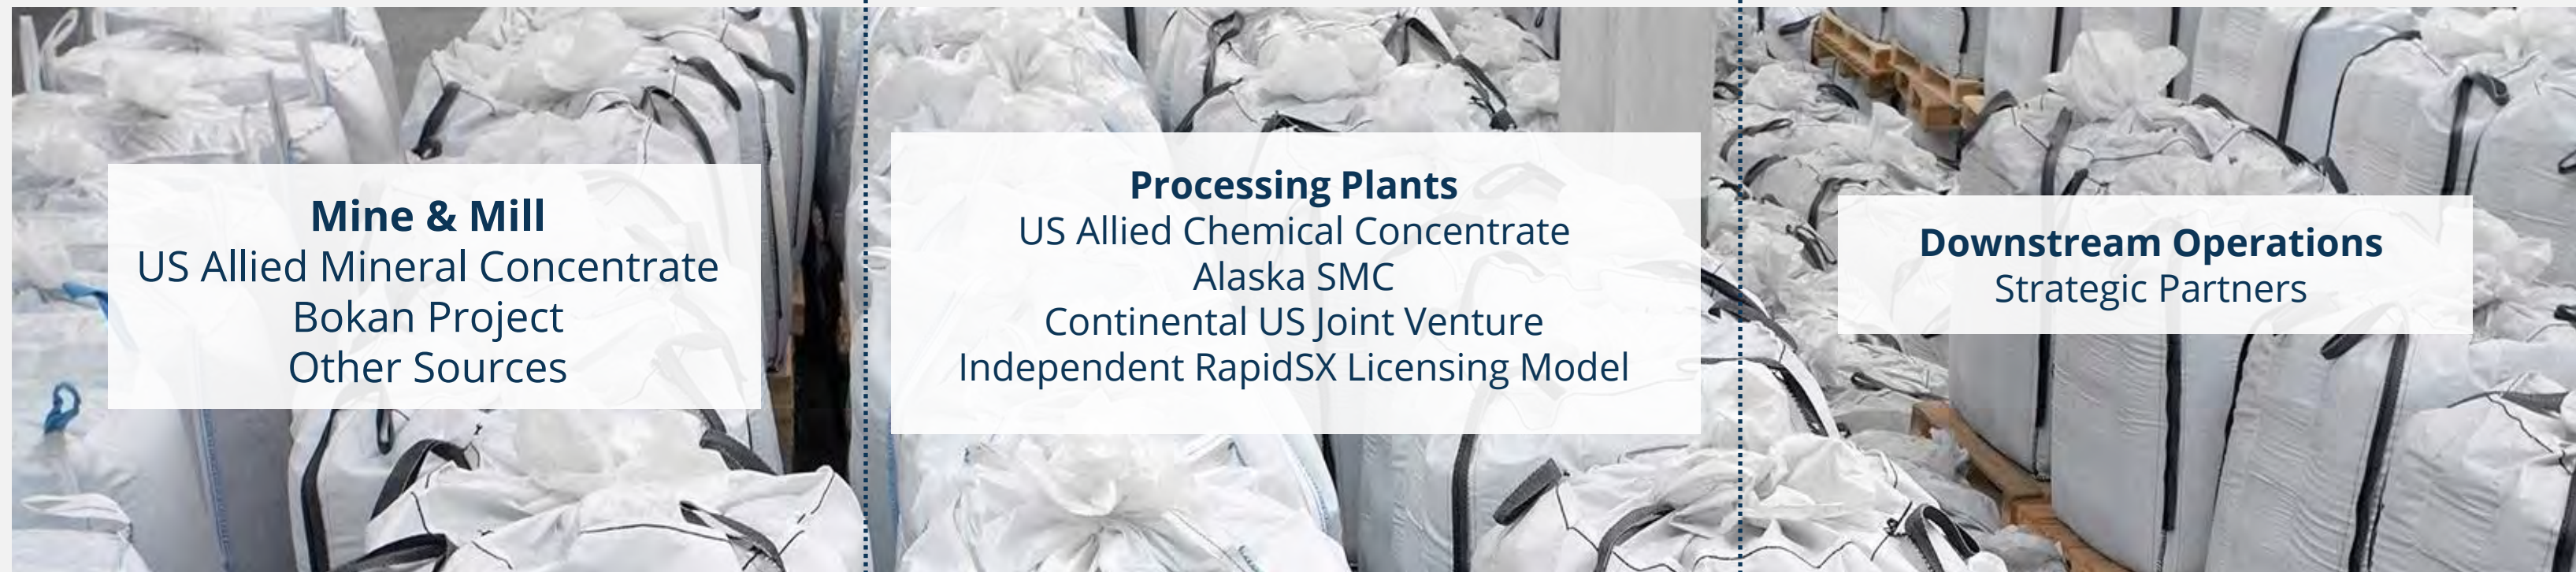 Mine & Mill
US Allied Mineral Concentrate
Bokan Project
Other Sources
Processing Plants
US Allied Chemical Concentrate
Alaska SMC
Continental US Joint Venture
Independent RapidSX Licensing Model
Downstream Operations
Strategic Partners